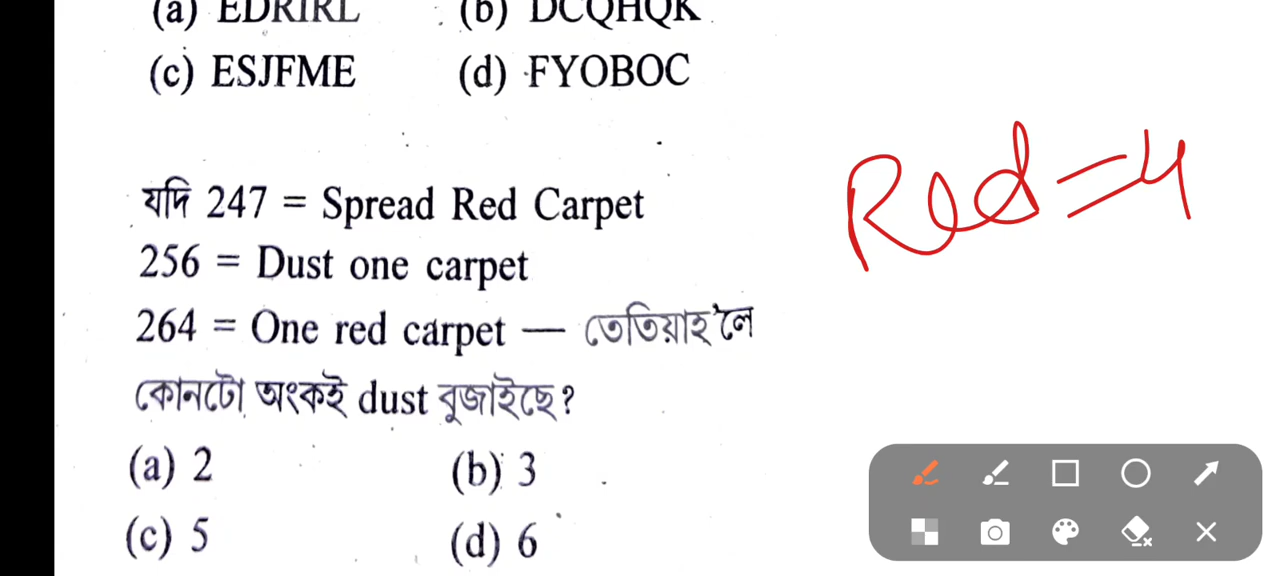 (a) EDRIRL (b) DCQHQK
(c) ESJFME (d) FYOBOC
যদি 247 = Spread Red Carpet
256 = Dust one carpet
264 = One red carpet — তেতিয়াহ'লৈ
কোনটো অংকই dust বুজাইছে?
(a) 2 (b) 3
(c) 5 (d) 6
Red=4